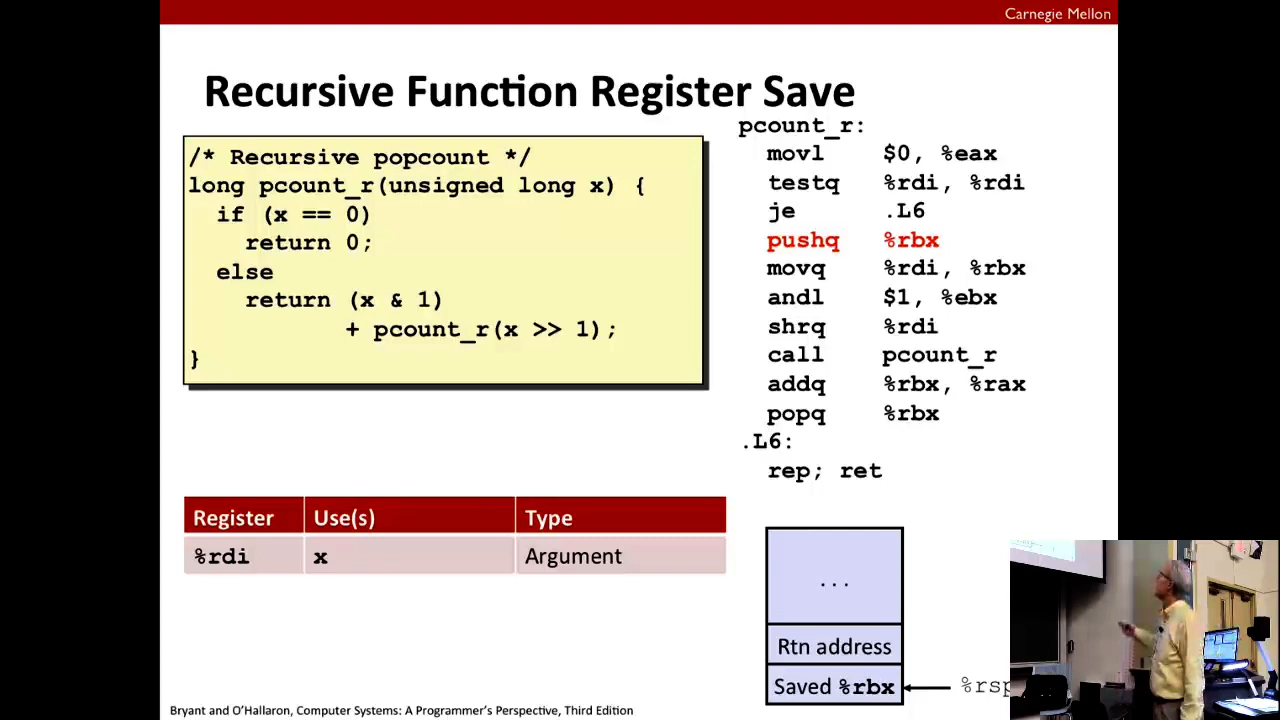 Carnegie Mellon
Recursive Function Register Save
/* Recursive popcount */
long pcount_r(unsigned long x) {
if (x == 0)
return 0;
else
return (x & 1)
+ pcount_r(x >> 1);
}
pcount_r:
movl $0, %eax
testq %rdi, %rdi
je .L6
pushq %rbx
movq %rdi, %rbx
andl $1, %ebx
shrq %rdi
call pcount_r
addq %rbx, %rax
popq %rbx
.L6:
rep; ret
Register Use(s) Type
%rdi x Argument
...
Rtn address
Saved %rbx %rsp
Bryant and O'Hallaron, Computer Systems: A Programmer's Perspective, Third Edition